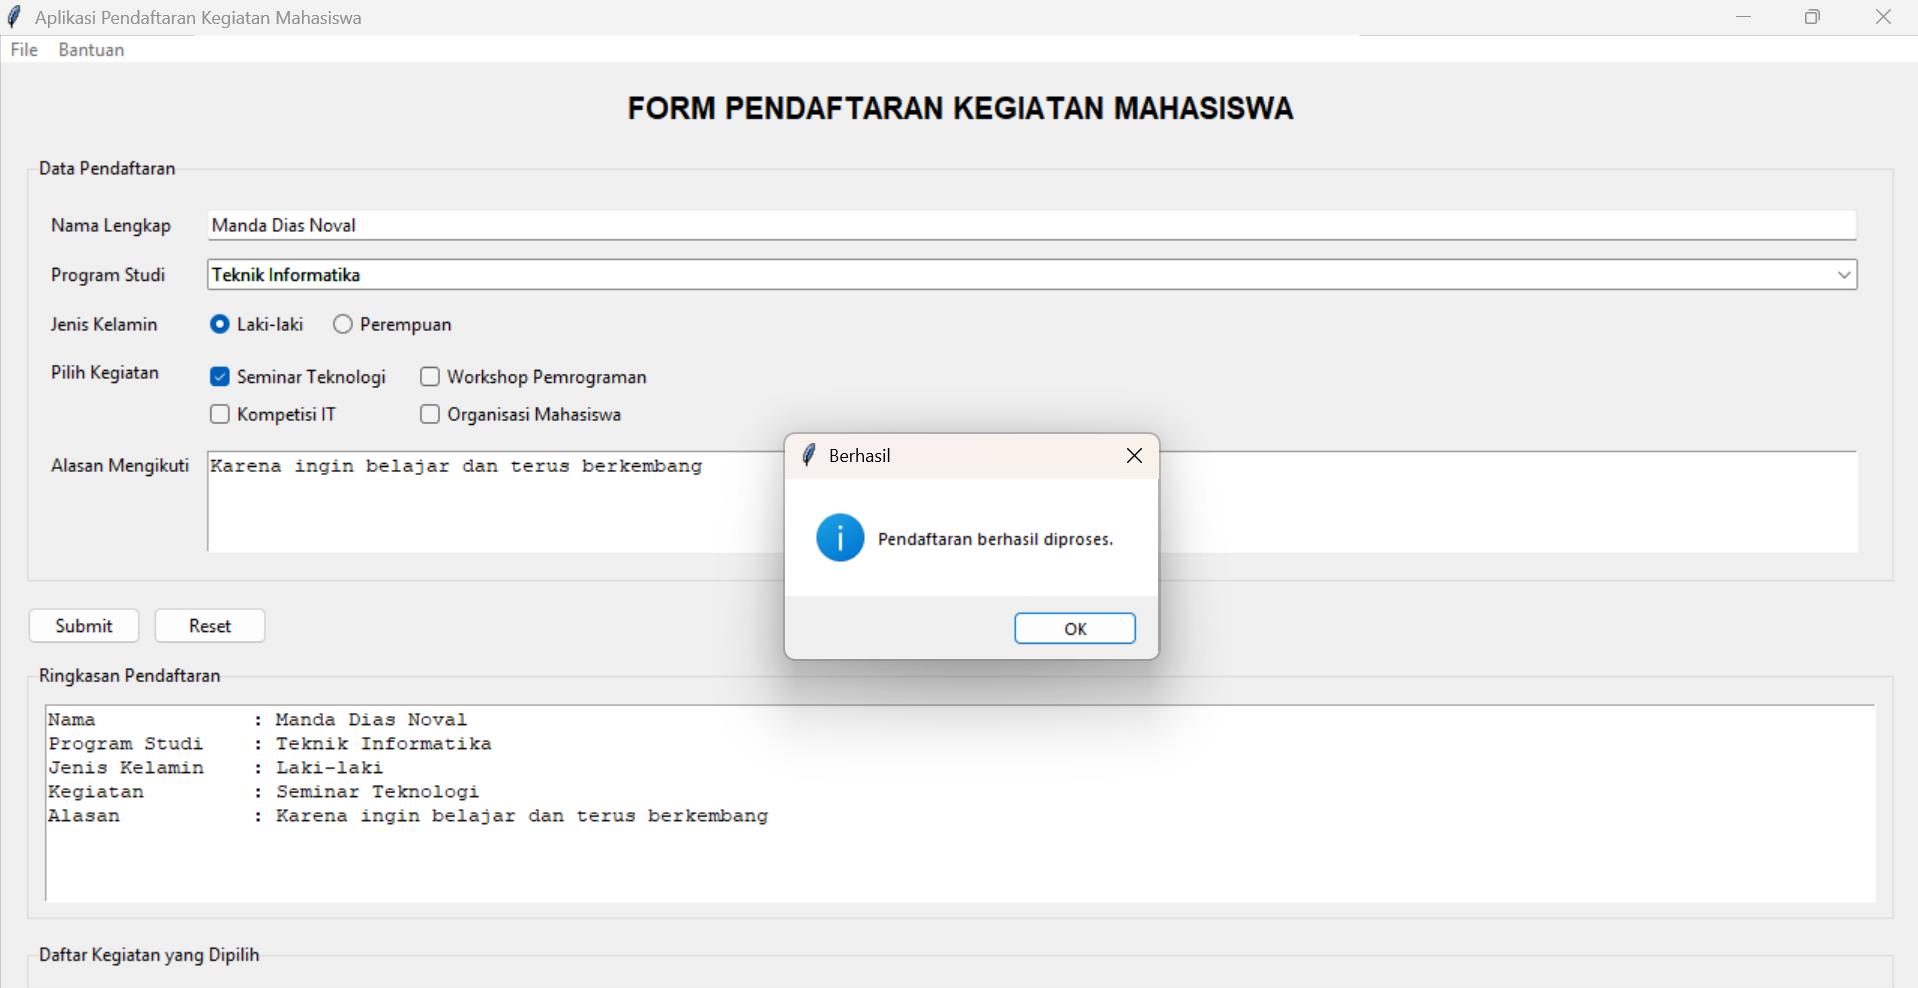 Aplikasi Pendaftaran Kegiatan Mahasiswa
File Bantuan
FORM PENDAFTARAN KEGIATAN MAHASISWA
Data Pendaftaran
Nama Lengkap Manda Dias Noval
Program Studi Teknik Informatika
Jenis Kelamin Laki-laki Perempuan
Pilih Kegiatan Seminar Teknologi Workshop Pemrograman
Kompetisi IT Organisasi Mahasiswa
Alasan Mengikuti Karena ingin belajar dan terus berkembang
Berhasil
Pendaftaran berhasil diproses.
OK
Submit Reset
Ringkasan Pendaftaran
Nama : Manda Dias Noval
Program Studi : Teknik Informatika
Jenis Kelamin : Laki-laki
Kegiatan : Seminar Teknologi
Alasan : Karena ingin belajar dan terus berkembang
Daftar Kegiatan yang Dipilih